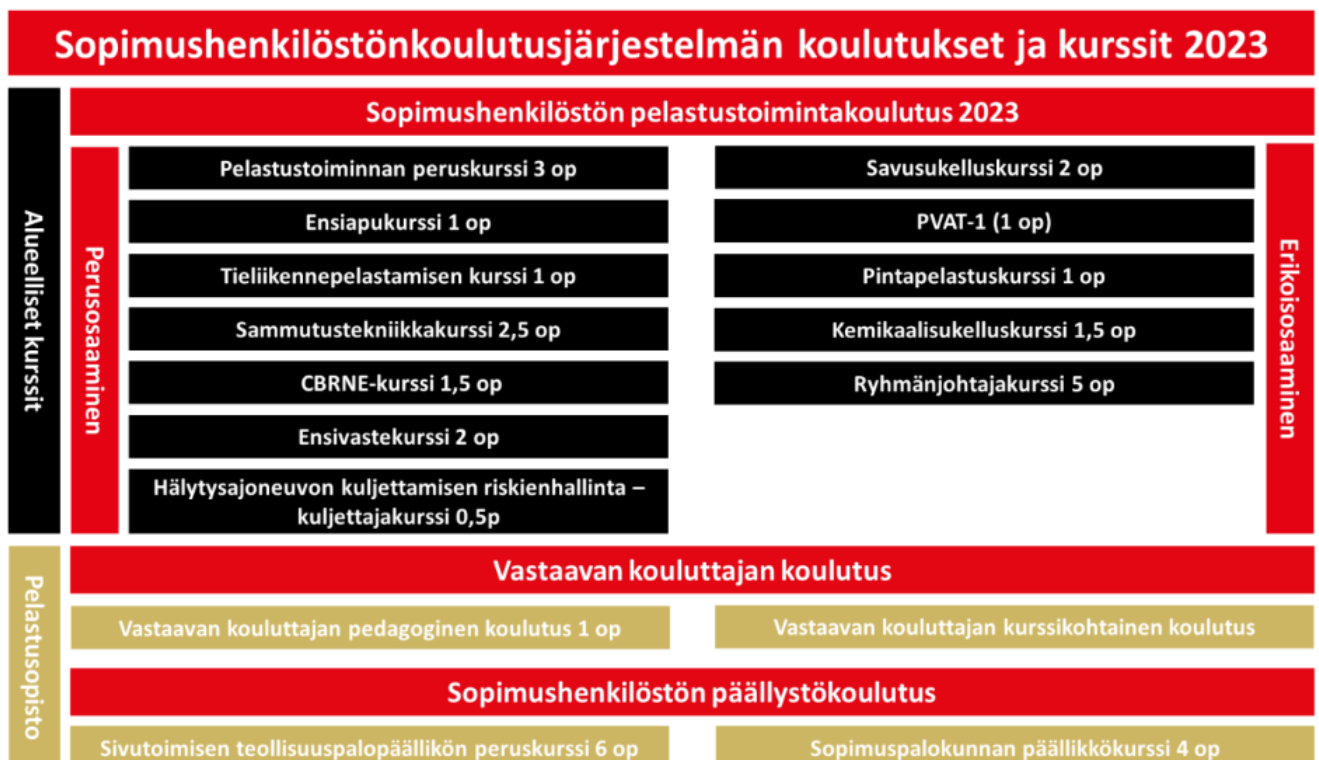 Sopimushenkilöstönkoulutusjärjestelmän koulutukset ja kurssit 2023
Alueelliset kurssit
Sopimushenkilöstön pelastustoimintakoulutus 2023
Perusosaaminen
Pelastustoiminnan peruskurssi 3 op
Ensiapukurssi 1 op
Tieliikennepelastamisen kurssi 1 op
Sammutustekniikkakurssi 2,5 op
CBRNE-kurssi 1,5 op
Ensivastekurssi 2 op
Hälytysajoneuvon kuljettamisen riskienhallinta –
kuljettajakurssi 0,5p
Savusukelluskurssi 2 op
PVAT-1 (1 op)
Pintapelastuskurssi 1 op
Kemikaalisukelluskurssi 1,5 op
Ryhmänjohtajakurssi 5 op
Erikoisosaaminen
Pelastusopisto
Vastaavan kouluttajan koulutus
Vastaavan kouluttajan pedagoginen koulutus 1 op
Vastaavan kouluttajan kurssikohtainen koulutus
Sopimushenkilöstön päällystökoulutus
Sivutoimisen teollisuuspalopäällikön peruskurssi 6 op
Sopimuspalokunnan päällikkökurssi 4 op